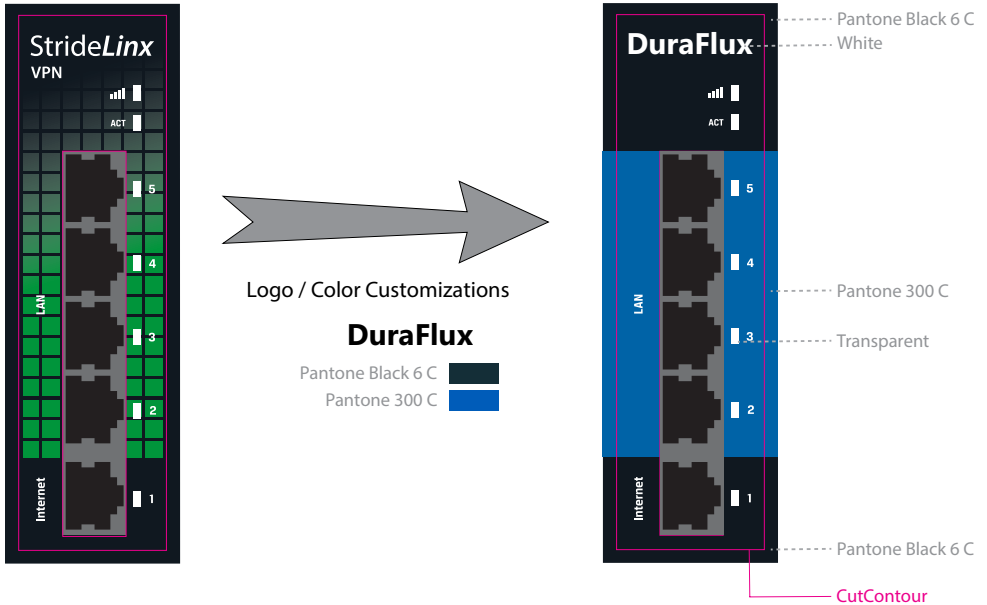 StrideLinx
VPN
ACT
5
4
LAN
3
2
Internet
1
Logo / Color Customizations
DuraFlux
Pantone Black 6 C
Pantone 300 C
DuraFlux
ACT
5
4
LAN
3
2
Internet
1
Pantone Black 6 C
White
Pantone 300 C
Transparent
Pantone Black 6 C
CutContour